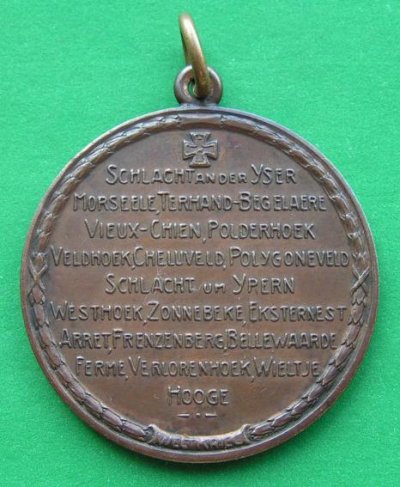 SCHLACHT AN DER YSER
MORSEELE, TERHAND-BEGELAERE
VIEUX-CHIEN, POLDERHOEK
VELDHOEK, CHELUVELD, POLYGONEVELD
SCHLACHT UM YPERN
WESTHOEK, ZONNEBEKE, EKSTERNEST,
ARRET, FRENZENBERG, BELLEWAARDE
FERME, VERLORENHOEK, WIELTJE
HOOGE